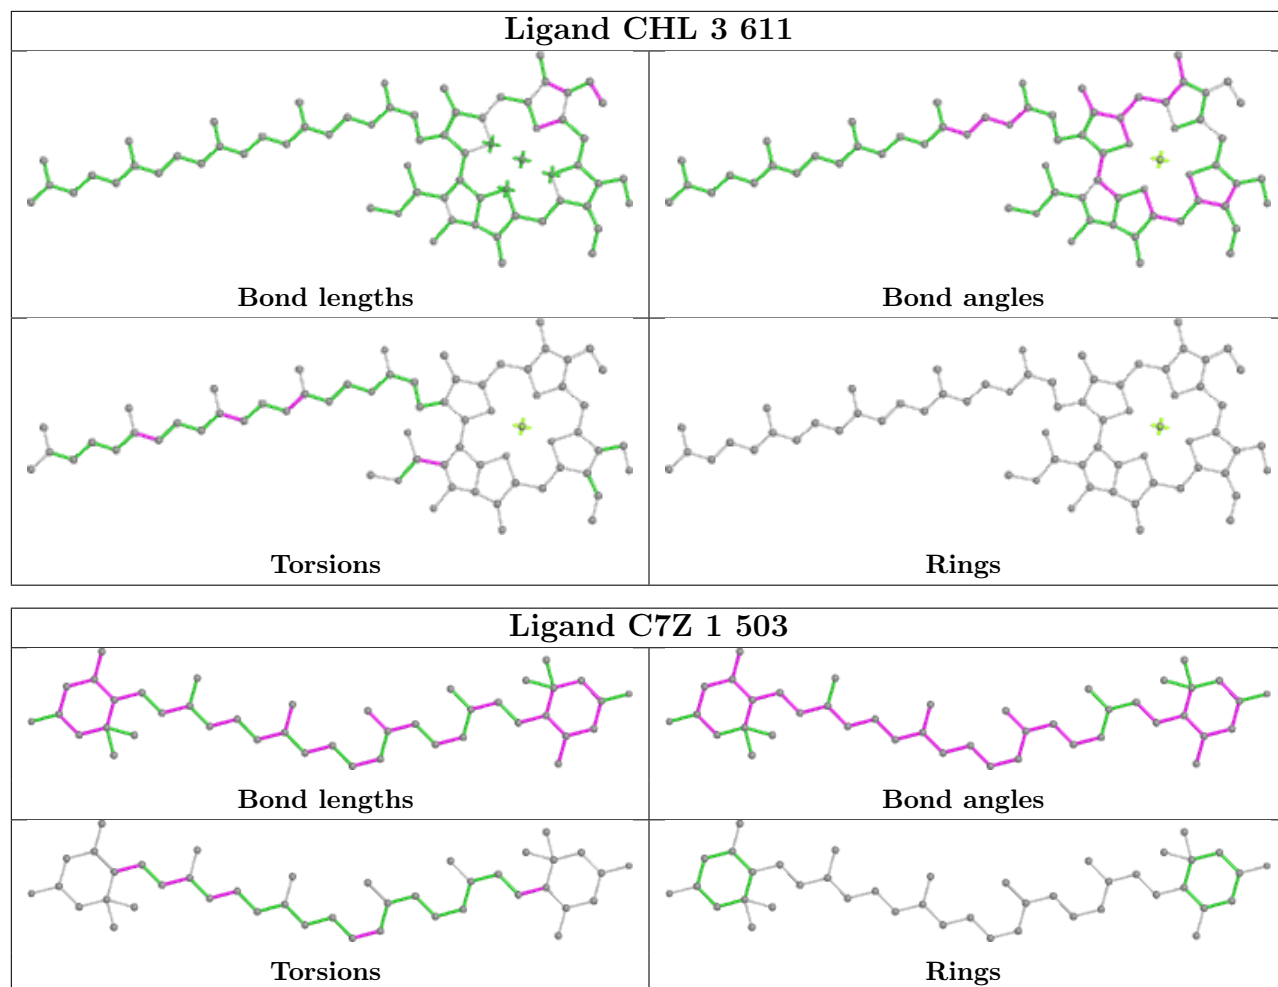 Ligand CHL 3 611
Bond lengths
Bond angles
Torsions
Rings
Ligand C7Z 1 503
Bond lengths
Bond angles
Torsions
Rings